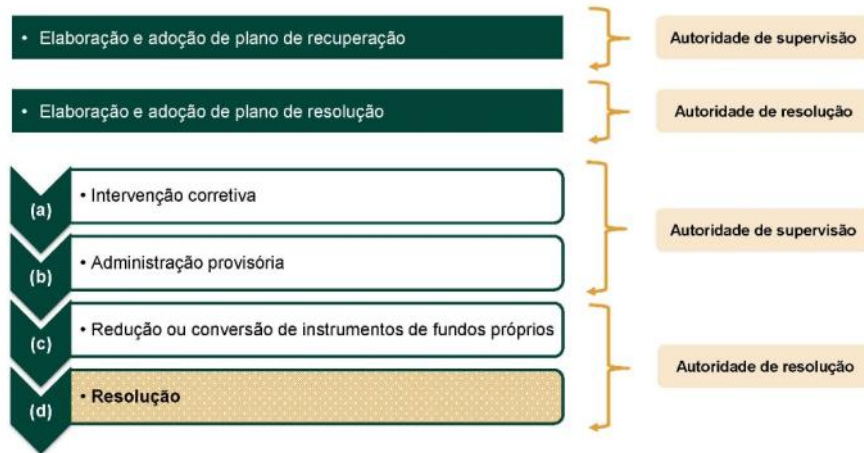 • Elaboração e adoção de plano de recuperação
Autoridade de supervisão
• Elaboração e adoção de plano de resolução
Autoridade de resolução
(a)
• Intervenção corretiva
(b)
• Administração provisória
Autoridade de supervisão
(c)
• Redução ou conversão de instrumentos de fundos próprios
(d)
• Resolução
Autoridade de resolução